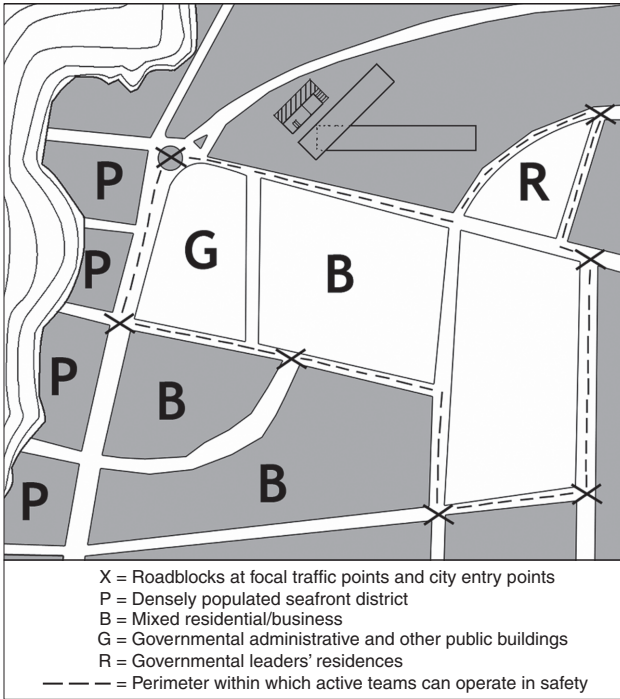 P
R
G
P
B
P
B
B
P
X = Roadblocks at focal traffic points and city entry points
P = Densely populated seafront district
B = Mixed residential/business
G = Governmental administrative and other public buildings
R = Governmental leaders' residences
— — — — = Perimeter within which active teams can operate in safety